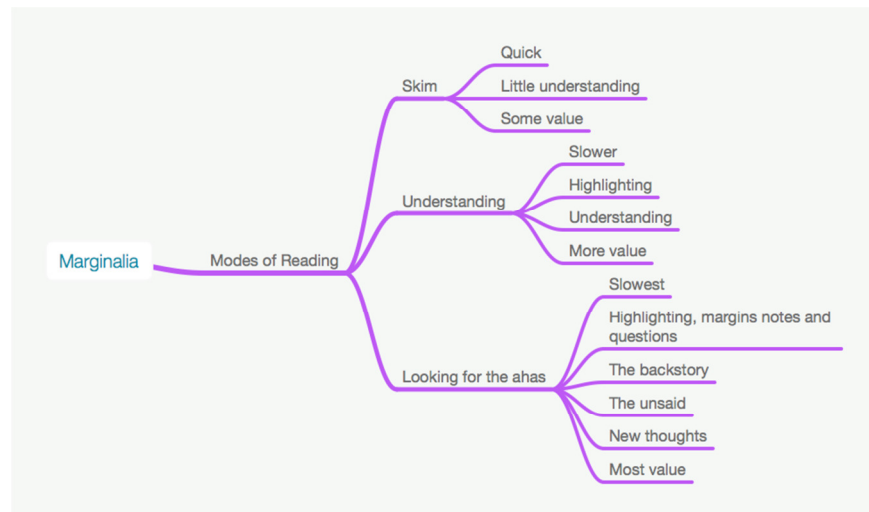 Marginalia
Modes of Reading
Skim
Quick
Little understanding
Some value
Understanding
Slower
Highlighting
Understanding
More value
Looking for the ahas
Slowest
Highlighting, margins notes and
questions
The backstory
The unsaid
New thoughts
Most value